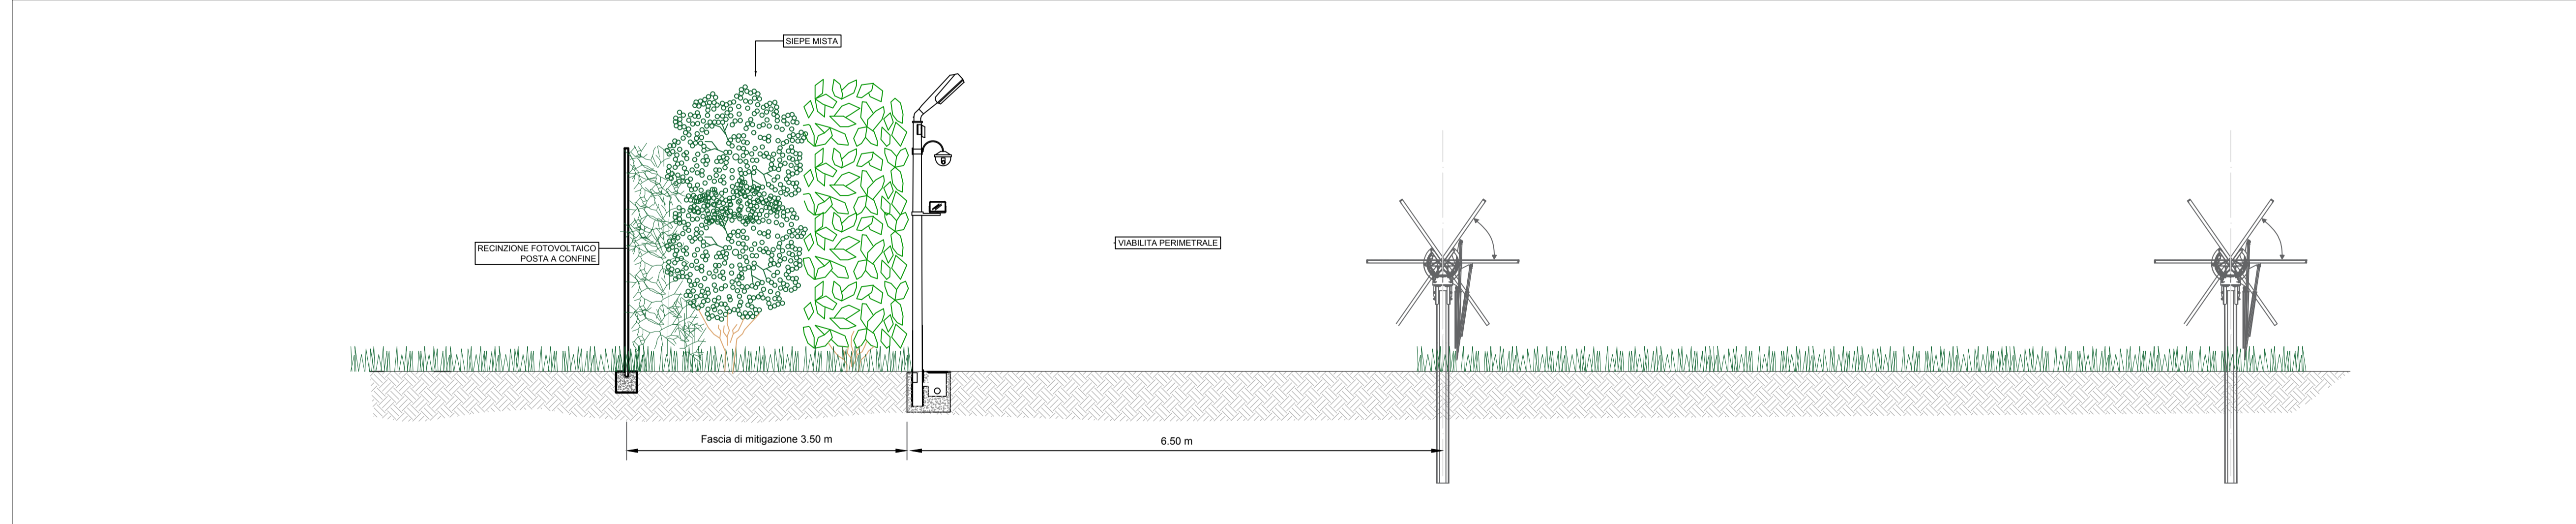 SIEPE MISTA
RECINZIONE FOTOVOLTAICO
POSTA A CONFINE
VIABILITA PERIMETRALE
Fascia di mitigazione 3.50 m
6.50 m